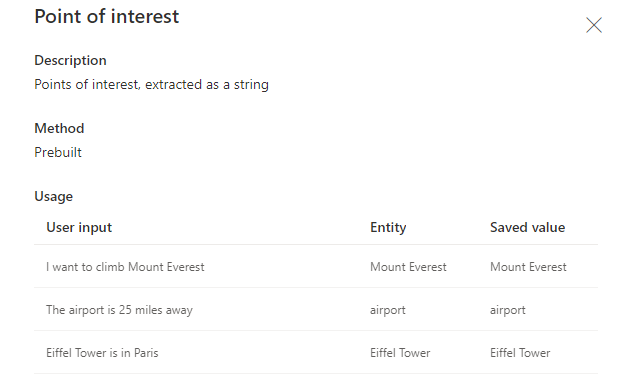 Point of interest
Description
Points of interest, extracted as a string
Method
Prebuilt
Usage
User input Entity Saved value
I want to climb Mount Everest Mount Everest Mount Everest
The airport is 25 miles away airport airport
Eiffel Tower is in Paris Eiffel Tower Eiffel Tower